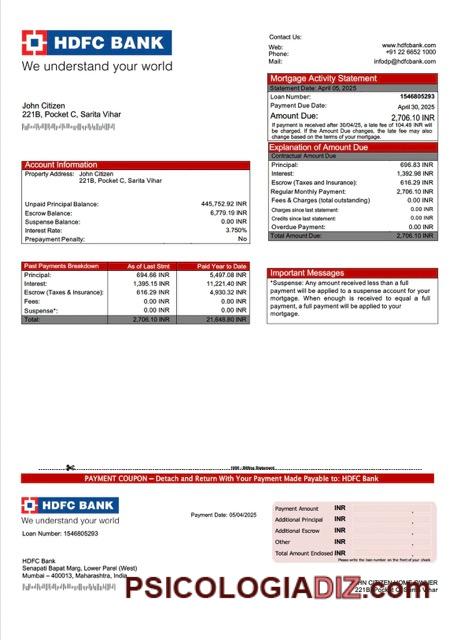 HDFC BANK
We understand your world
Contact Us:
Web: www.hdfcbank.com
Phone: +91 22 6652 1000
Mail: infodp@hdfcbank.com
John Citizen
221B, Pocket C, Sarita Vihar
Mortgage Activity Statement
Statement Date: April 05, 2025
Loan Number: 1546805293
Payment Due Date: April 30, 2025
Amount Due: 2,706.10 INR
If payment is received after 30/04/25, a late fee of 104.45 INR will
be charged. If the Amount Due changes, the late fee may also
change based on the terms of your mortgage.
Explanation of Amount Due
Contractual Amount Due
Principal: 696.83 INR
Interest: 1,392.98 INR
Escrow (Taxes and Insurance): 616.29 INR
Regular Monthly Payment: 2,706.10 INR
Fees & Charges (total outstanding) 0.00 INR
Charges since last statement: 0.00 INR
Credits since last statement: 0.00 INR
Overdue Payment: 0.00 INR
Total Amount Due: 2,706.10 INR
Account Information
Property Address: John Citizen
221B, Pocket C, Sarita Vihar
Unpaid Principal Balance: 445,752.92 INR
Escrow Balance: 6,779.19 INR
Suspense Balance: 0.00 INR
Interest Rate: 3.750%
Prepayment Penalty: No
Past Payments Breakdown As of Last Stmt Paid Year to Date
Principal: 694.66 INR 5,497.08 INR
Interest: 1,395.15 INR 11,221.40 INR
Escrow (Taxes & Insurance): 616.29 INR 4,930.32 INR
Fees: 0.00 INR 0.00 INR
Suspense*: 0.00 INR 0.00 INR
Total: 2,706.10 INR 21,648.80 INR
Important Messages
*Suspense: Any amount received less than a full
payment will be applied to a suspense account for your
mortgage. When enough is received to equal a full
payment, a full payment will be applied to your
mortgage.
1098 - Billing Statement
PAYMENT COUPON – Detach and Return With Your Payment Made Payable to: HDFC Bank
HDFC BANK
We understand your world
Loan Number: 1546805293
Payment Date: 05/04/2025
Payment Amount INR .
Additional Principal INR .
Additional Escrow INR .
Other INR .
Total Amount Enclosed INR .
Please write the loan number on the front of your check
HDFC Bank
Senapati Bapat Marg, Lower Parel (West)
Mumbai – 400013, Maharashtra, India
CITIZEN
221B, Pocket C, Sarita Vihar
PSICOLOGIADIZ.com